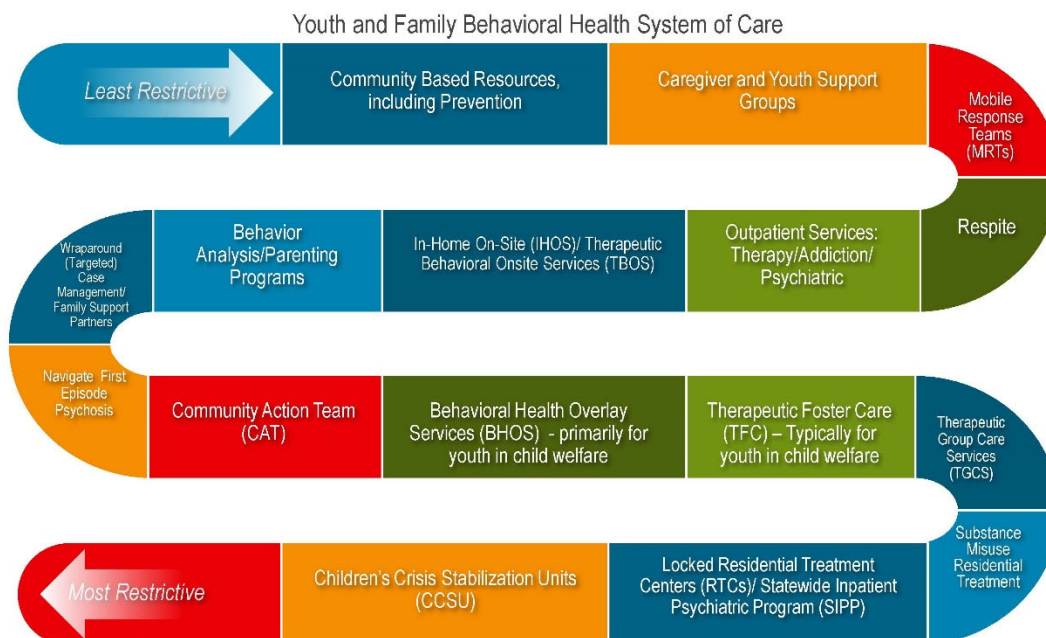 Youth and Family Behavioral Health System of Care
Least Restrictive
Community Based Resources,
including Prevention
Caregiver and Youth Support
Groups
Mobile
Response
Teams
(MRTs)
Respite
Outpatient Services:
Therapy/Addiction/
Psychiatric
In-Home On-Site (IHOS)/ Therapeutic
Behavioral Onsite Services (TBOS)
Behavior
Analysis/Parenting
Programs
Wraparound
(Targeted)
Case
Management/
Family Support
Partners
Navigate First
Episode
Psychosis
Community Action Team
(CAT)
Behavioral Health Overlay
Services (BHOS) - primarily for
youth in child welfare
Therapeutic Foster Care
(TFC) – Typically for
youth in child welfare
Therapeutic
Group Care
Services
(TGCS)
Substance
Misuse
Residential
Treatment
Locked Residential Treatment
Centers (RTCs)/ Statewide Inpatient
Psychiatric Program (SIPP)
Children's Crisis Stabilization Units
(CCSU)
Most Restrictive